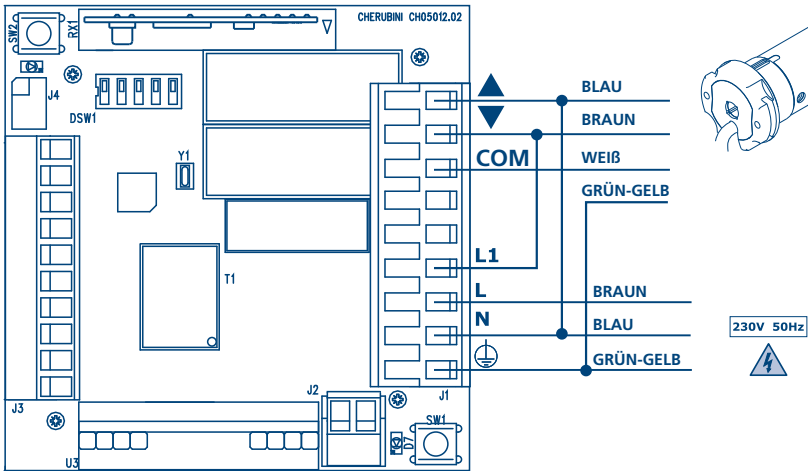 CHERUBINI CH05012.02
SW2
RX1
J4
DSW1
Y1
BLAU
BRAUN
COM
WEIß
GRÜN-GELB
L1
T1
L
BRAUN
N
BLAU
230V 50Hz
GRÜN-GELB
J2
J1
J3
SW1
D7
U3